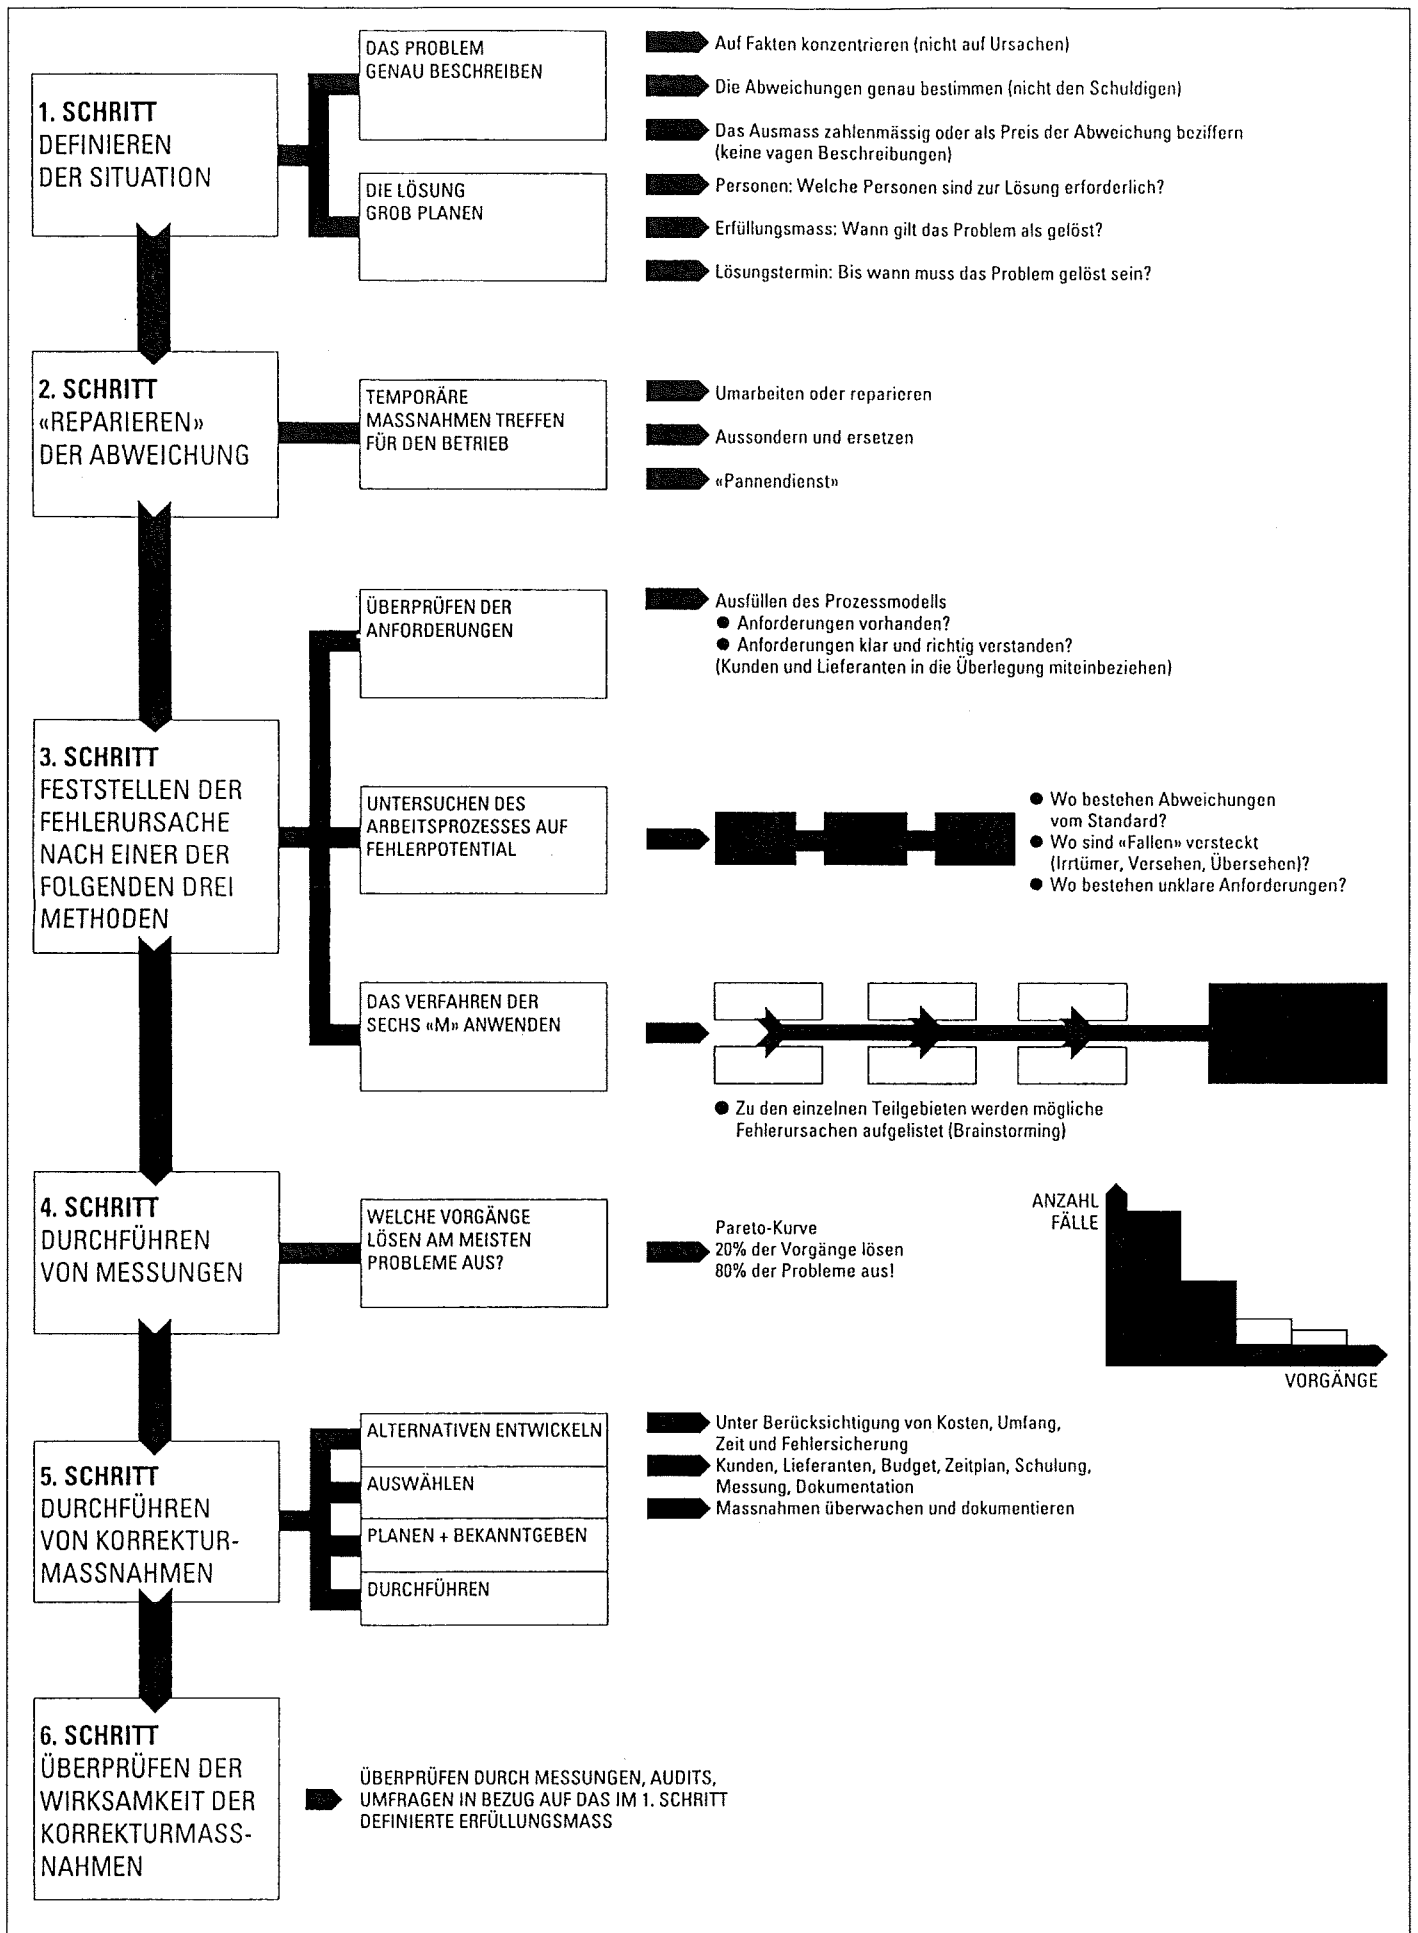 1. SCHRITT
DEFINIEREN
DER SITUATION
DAS PROBLEM
GENAU BESCHREIBEN
Auf Fakten konzentrieren (nicht auf Ursachen)
Die Abweichungen genau bestimmen (nicht den Schuldigen)
Das Ausmass zahlenmässig oder als Preis der Abweichung beziffern
(keine vagen Beschreibungen)
DIE LÖSUNG
GROB PLANEN
Personen: Welche Personen sind zur Lösung erforderlich?
Erfüllungsmass: Wann gilt das Problem als gelöst?
Lösungstermin: Bis wann muss das Problem gelöst sein?
2. SCHRITT
«REPARIEREN»
DER ABWEICHUNG
TEMPORÄRE
MASSNAHMEN TREFFEN
FÜR DEN BETRIEB
Umarbeiten oder reparieren
Aussondern und ersetzen
«Pannendienst»
3. SCHRITT
FESTSTELLEN DER
FEHLERURSACHE
NACH EINER DER
FOLGENDEN DREI
METHODEN
ÜBERPRÜFEN DER
ANFORDERUNGEN
Ausfüllen des Prozessmodells
● Anforderungen vorhanden?
● Anforderungen klar und richtig verstanden?
(Kunden und Lieferanten in die Überlegung miteinbeziehen)
UNTERSUCHEN DES
ARBEITSPROZESSES AUF
FEHLERPOTENTIAL
● Wo bestehen Abweichungen
vom Standard?
● Wo sind «Fallen» versteckt
(Irrtümer, Versehen, Übersehen)?
● Wo bestehen unklare Anforderungen?
DAS VERFAHREN DER
SECHS «M» ANWENDEN
● Zu den einzelnen Teilgebieten werden mögliche
Fehlerursachen aufgelistet (Brainstorming)
4. SCHRITT
DURCHFÜHREN
VON MESSUNGEN
WELCHE VORGÄNGE
LÖSEN AM MEISTEN
PROBLEME AUS?
Pareto-Kurve
20% der Vorgänge lösen
80% der Probleme aus!
ANZAHL
FÄLLE
VORGÄNGE
5. SCHRITT
DURCHFÜHREN
VON KORREKTUR-
MASSNAHMEN
ALTERNATIVEN ENTWICKELN
AUSWÄHLEN
PLANEN + BEKANNTGEBEN
DURCHFÜHREN
Unter Berücksichtigung von Kosten, Umfang,
Zeit und Fehlersicherung
Kunden, Lieferanten, Budget, Zeitplan, Schulung,
Messung, Dokumentation
Massnahmen überwachen und dokumentieren
6. SCHRITT
ÜBERPRÜFEN DER
WIRKSAMKEIT DER
KORREKTURMASS-
NAHMEN
ÜBERPRÜFEN DURCH MESSUNGEN, AUDITS,
UMFRAGEN IN BEZUG AUF DAS IM 1. SCHRITT
DEFINIERTE ERFÜLLUNGSMASS